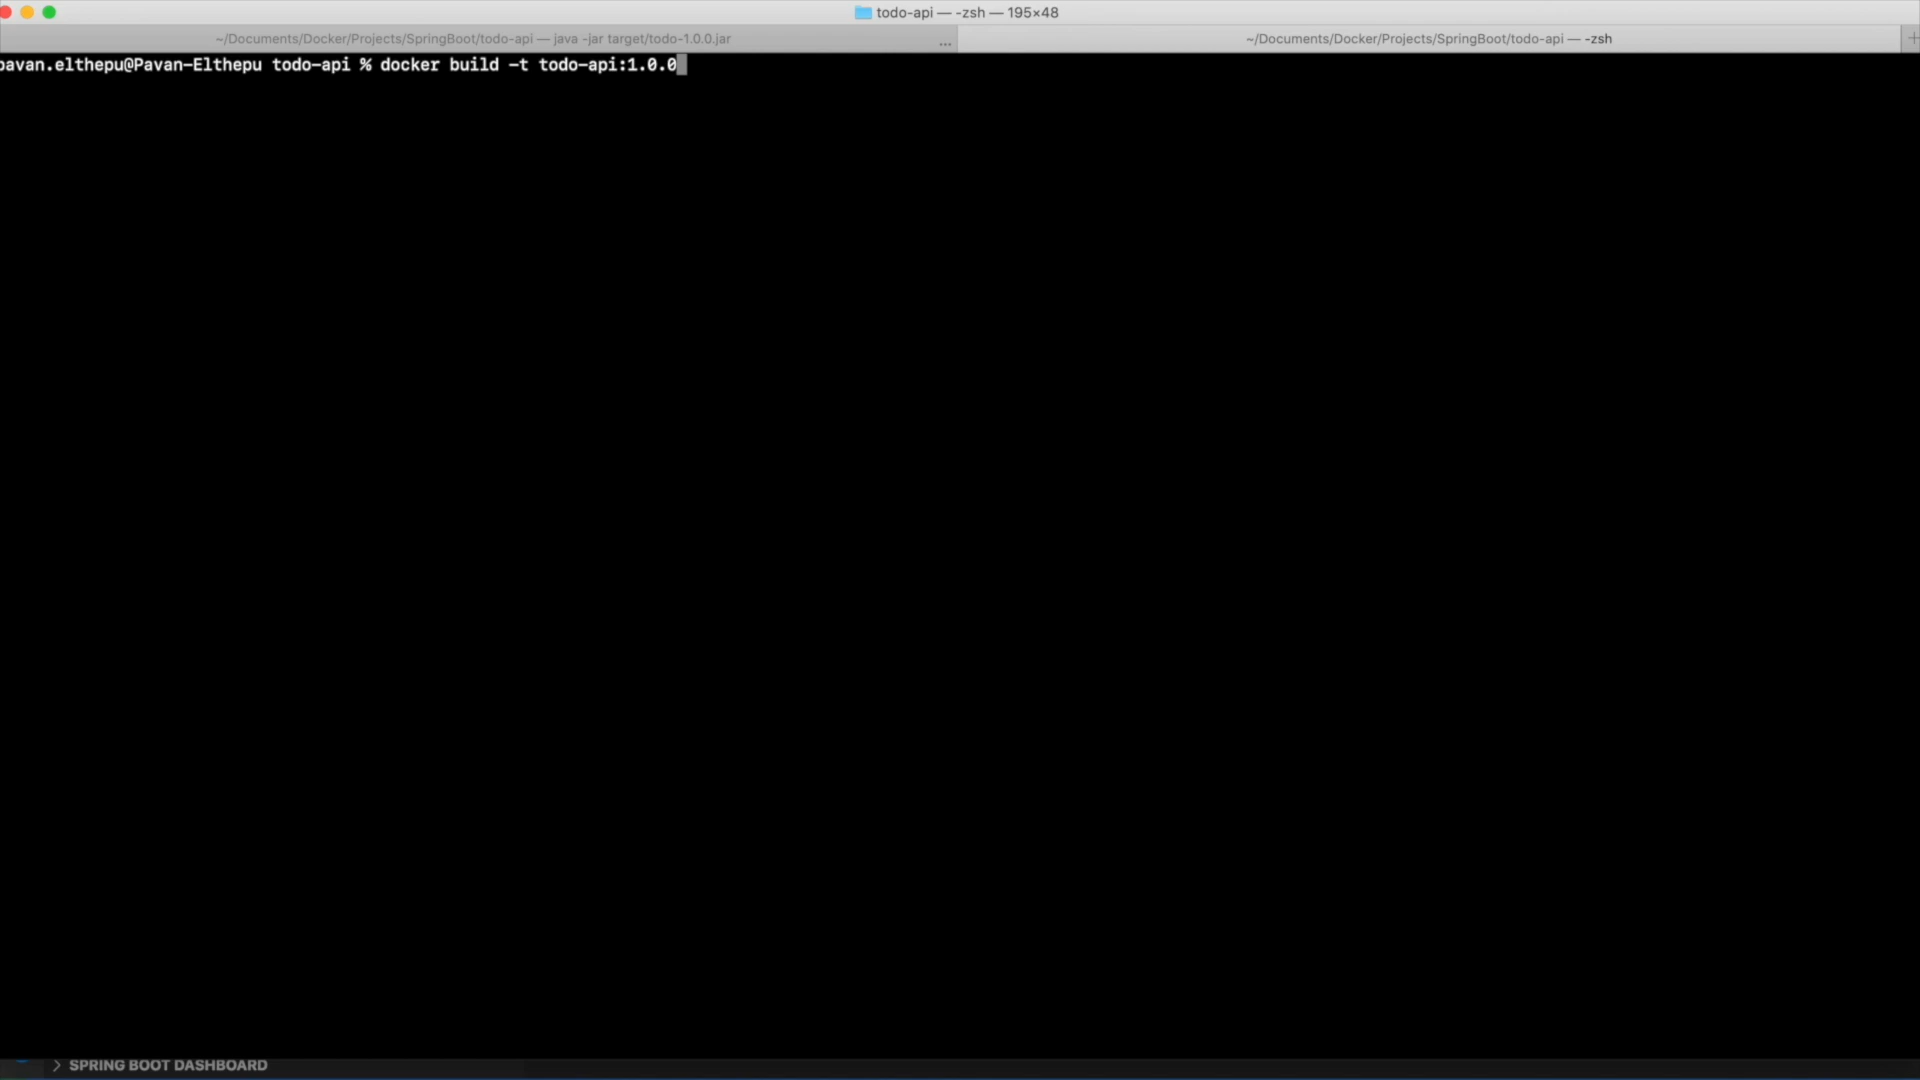 todo-api — -zsh — 195×48
~/Documents/Docker/Projects/SpringBoot/todo-api — java -jar target/todo-1.0.0.jar ... ~/Documents/Docker/Projects/SpringBoot/todo-api — -zsh +
pavan.elthepu@Pavan-Elthepu todo-api % docker build -t todo-api:1.0.0
> SPRING BOOT DASHBOARD